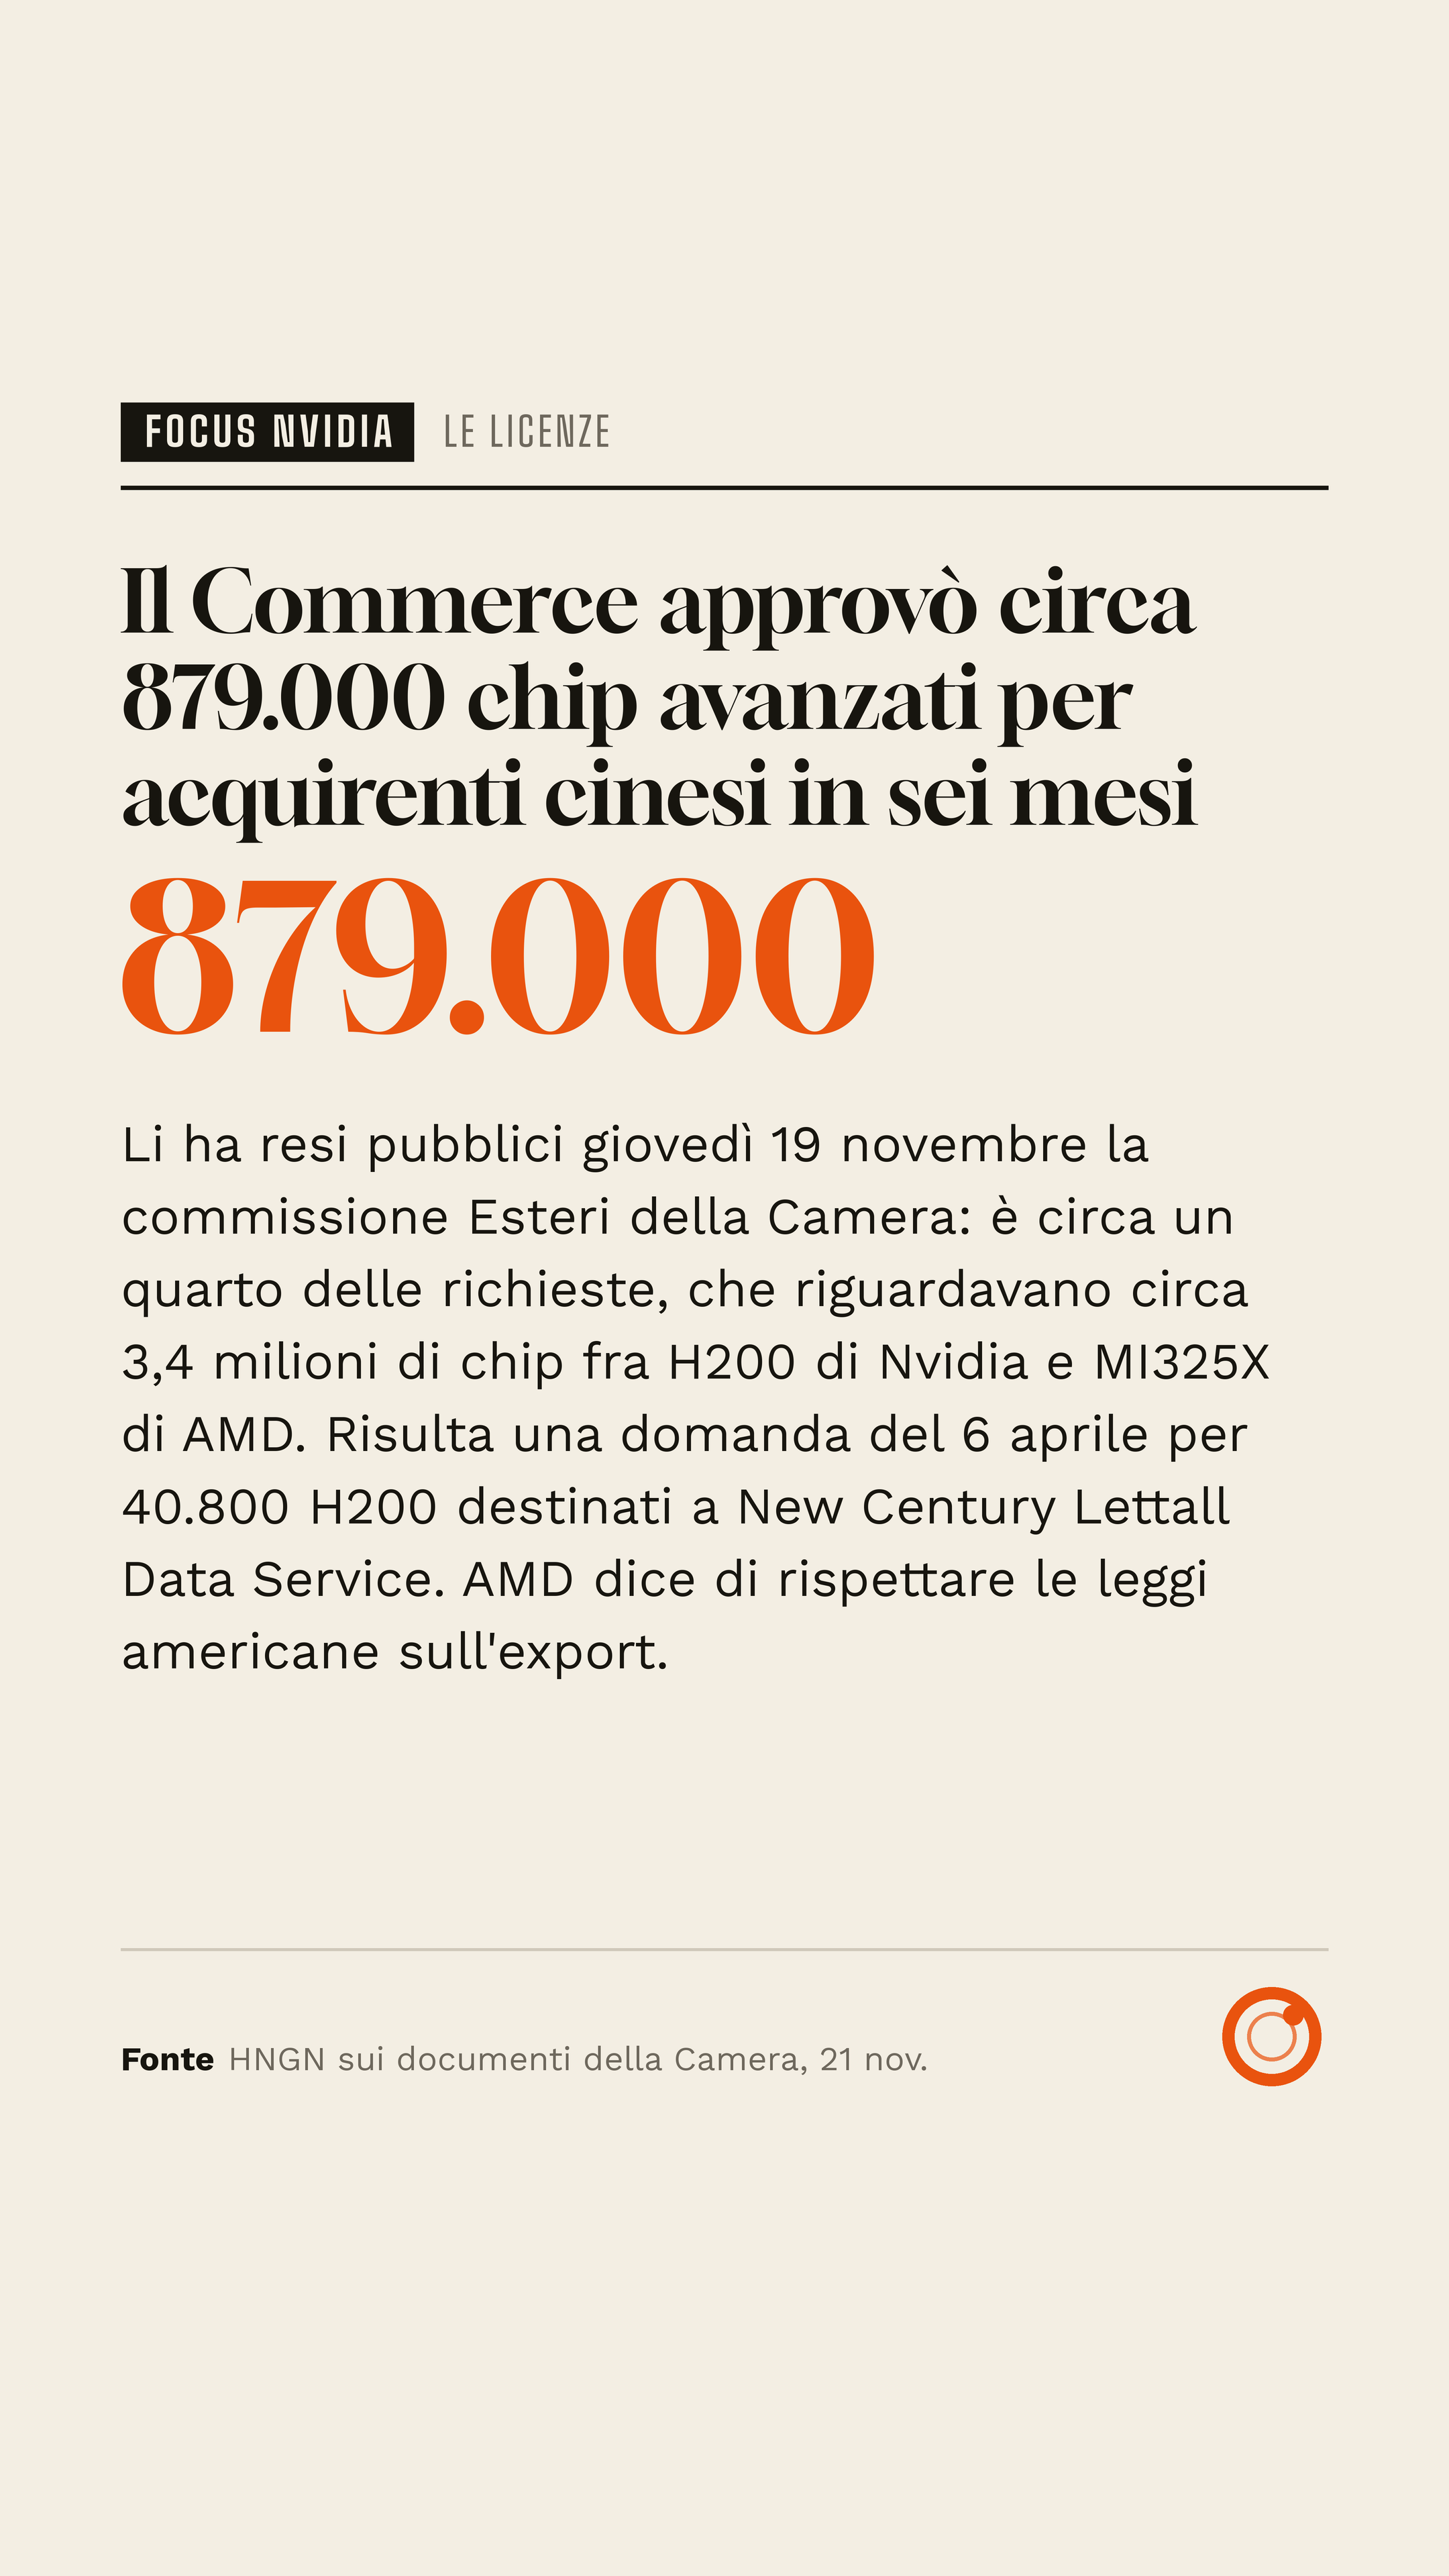 FOCUS NVIDIA LE LICENZE
Il Commerce approvò circa
879.000 chip avanzati per
acquirenti cinesi in sei mesi
879.000
Li ha resi pubblici giovedì 19 novembre la
commissione Esteri della Camera: è circa un
quarto delle richieste, che riguardavano circa
3,4 milioni di chip fra H200 di Nvidia e MI325X
di AMD. Risulta una domanda del 6 aprile per
40.800 H200 destinati a New Century Lettall
Data Service. AMD dice di rispettare le leggi
americane sull'export.
Fonte HNGN sui documenti della Camera, 21 nov.